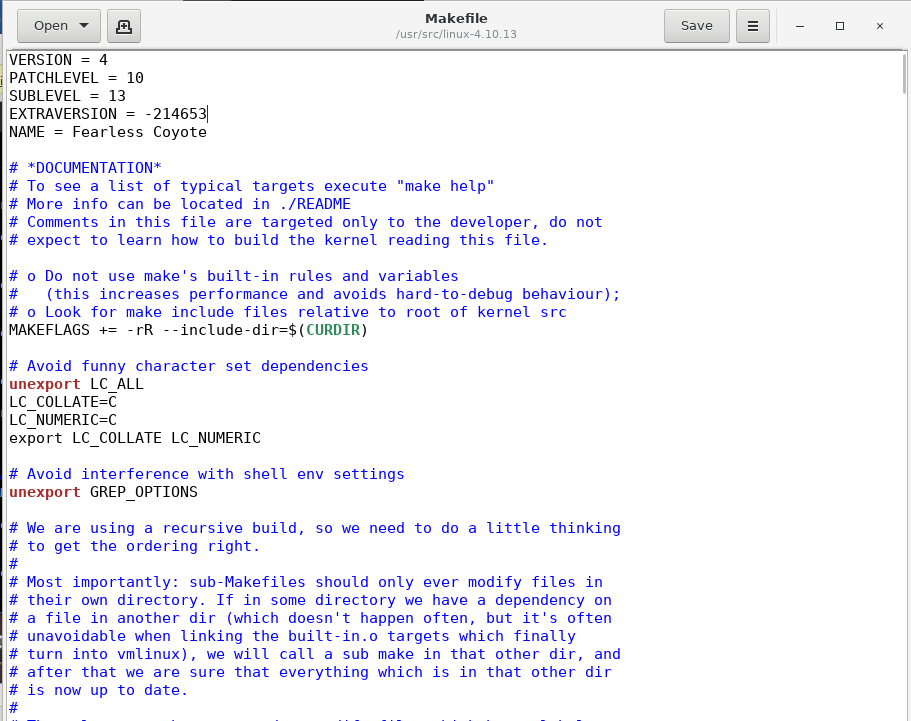 Open
Makefile
/usr/src/linux-4.10.13
Save
VERSION = 4
PATCHLEVEL = 10
SUBLEVEL = 13
EXTRAVERSION = -214653
NAME = Fearless Coyote
# *DOCUMENTATION*
# To see a list of typical targets execute "make help"
# More info can be located in ./README
# Comments in this file are targeted only to the developer, do not
# expect to learn how to build the kernel reading this file.
# o Do not use make's built-in rules and variables
#   (this increases performance and avoids hard-to-debug behaviour);
# o Look for make include files relative to root of kernel src
MAKEFLAGS += -rR --include-dir=$(CURDIR)
# Avoid funny character set dependencies
unexport LC_ALL
LC_COLLATE=C
LC_NUMERIC=C
export LC_COLLATE LC_NUMERIC
# Avoid interference with shell env settings
unexport GREP_OPTIONS
# We are using a recursive build, so we need to do a little thinking
# to get the ordering right.
#
# Most importantly: sub-Makefiles should only ever modify files in
# their own directory. If in some directory we have a dependency on
# a file in another dir (which doesn't happen often, but it's often
# unavoidable when linking the built-in.o targets which finally
# turn into vmlinux), we will call a sub make in that other dir, and
# after that we are sure that everything which is in that other dir
# is now up to date.
#